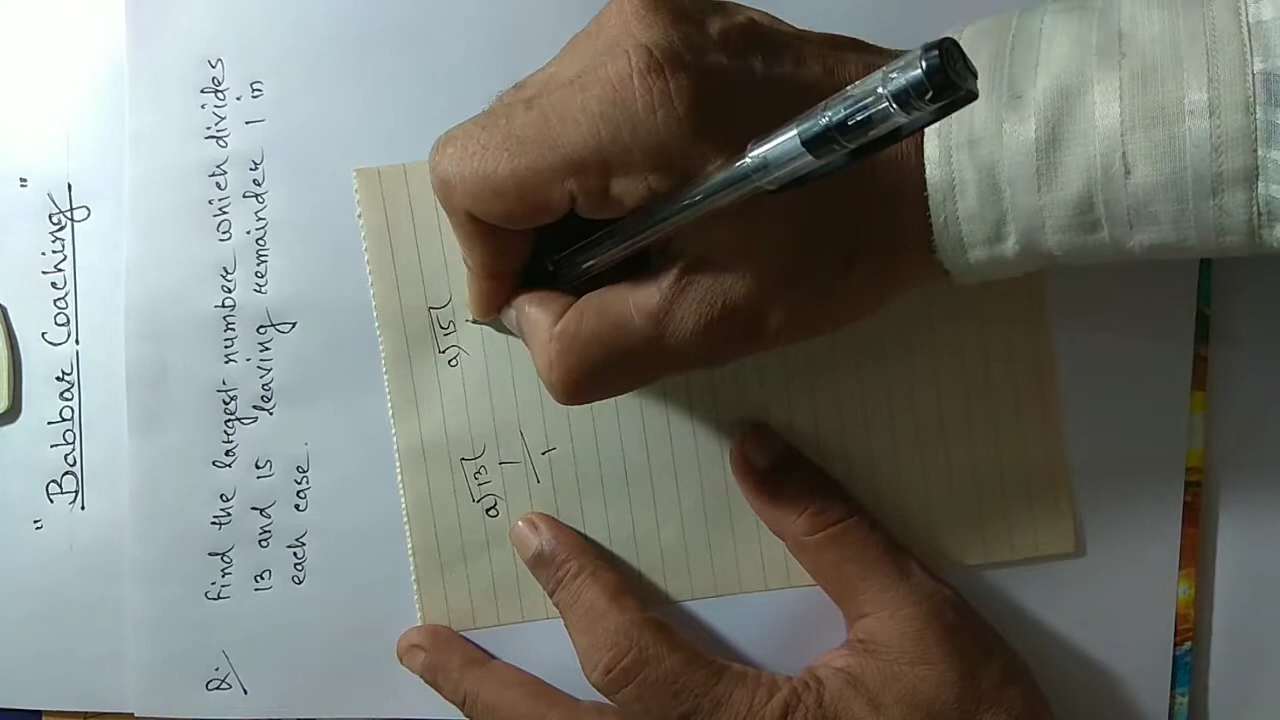 " Babbar Coaching "
Q. Find the largest number which divides
13 and 15 leaving remainder 1 in
each case.
a)13(
1
1
a)15(